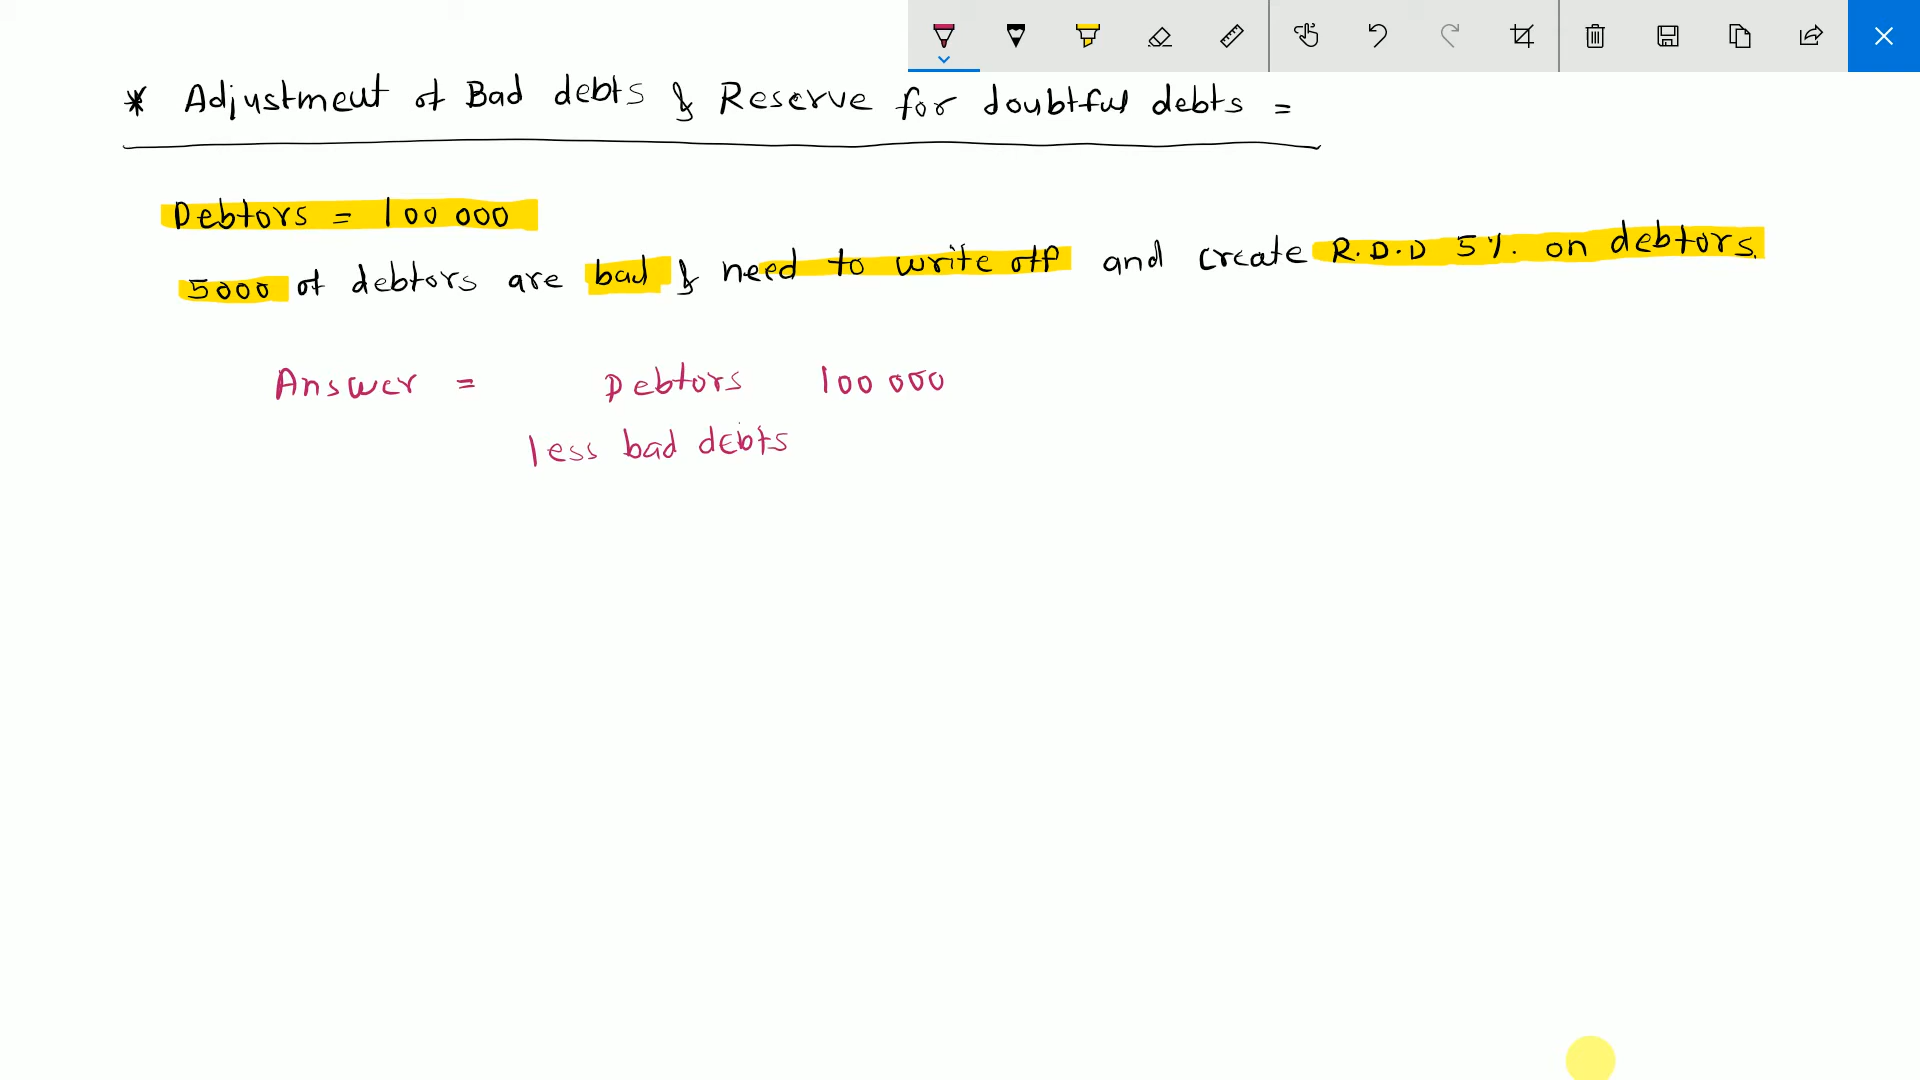 * Adjustment of Bad debts & Reserve for doubtful debts =
Debtors = 100 000
5000 of debtors are bad & need to write off and create R.D.D 5%. on debtors.
Answer = Debtors 100 000
less bad debts